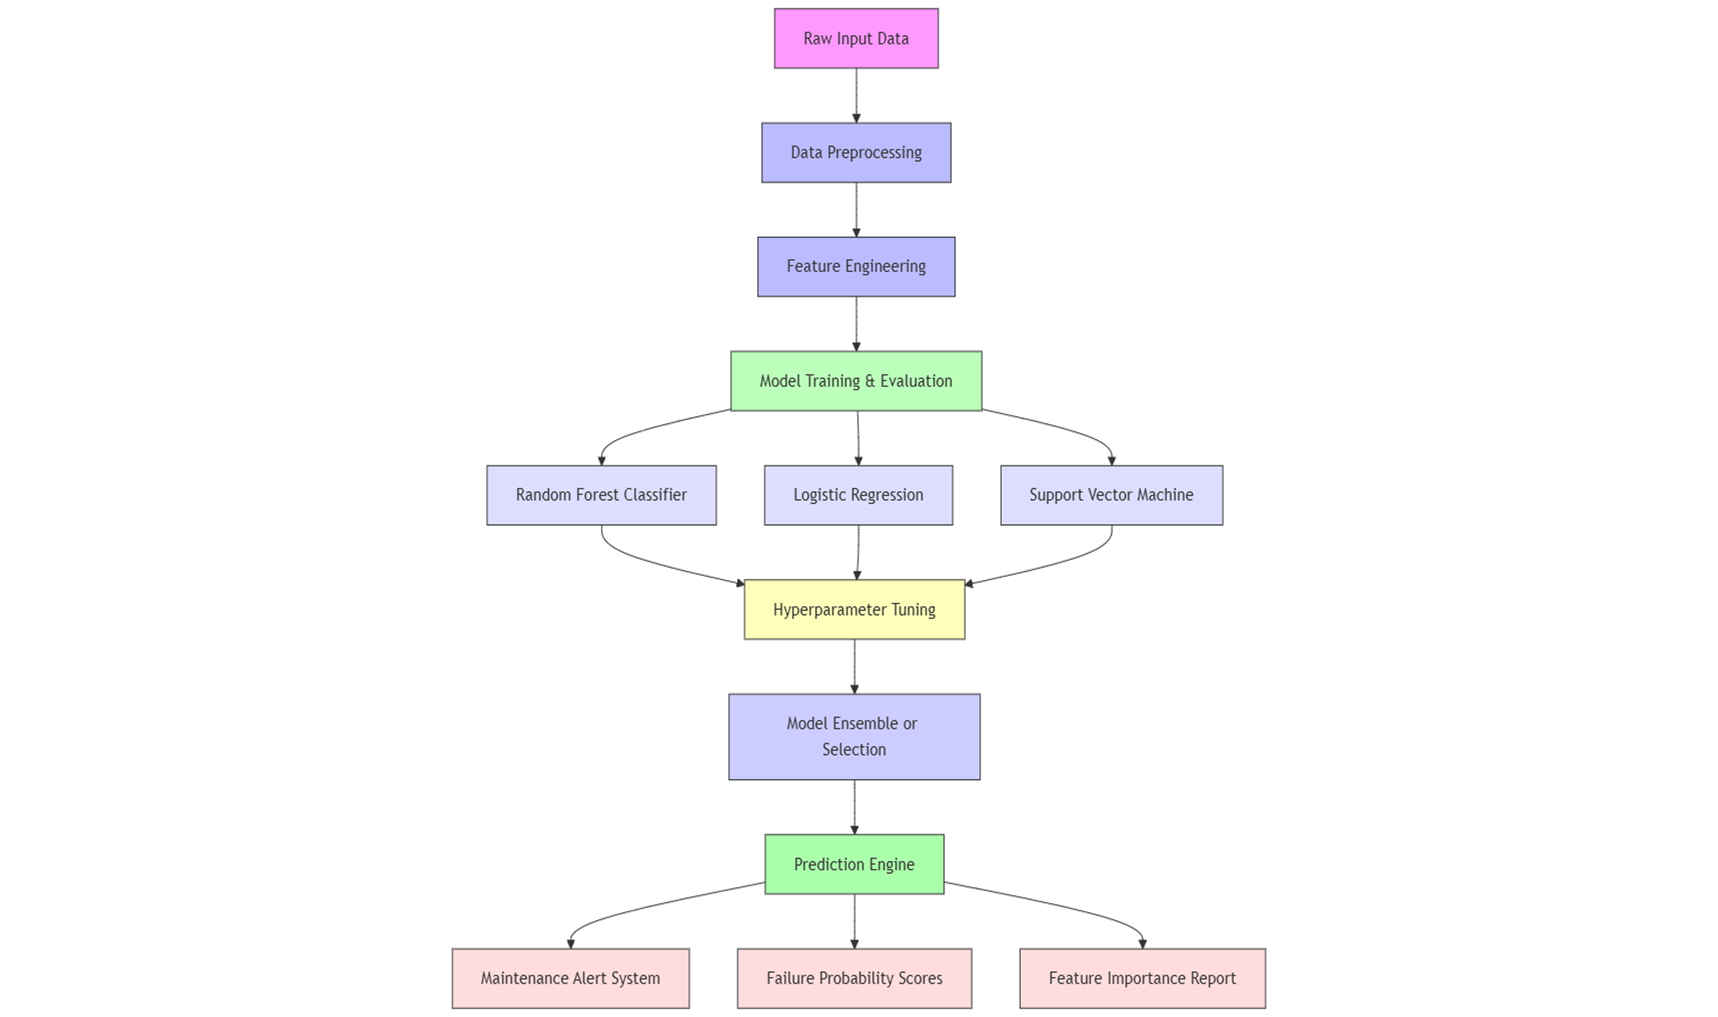 Raw Input Data
Data Preprocessing
Feature Engineering
Model Training & Evaluation
Random Forest Classifier
Logistic Regression
Support Vector Machine
Hyperparameter Tuning
Model Ensemble or
Selection
Prediction Engine
Maintenance Alert System
Failure Probability Scores
Feature Importance Report